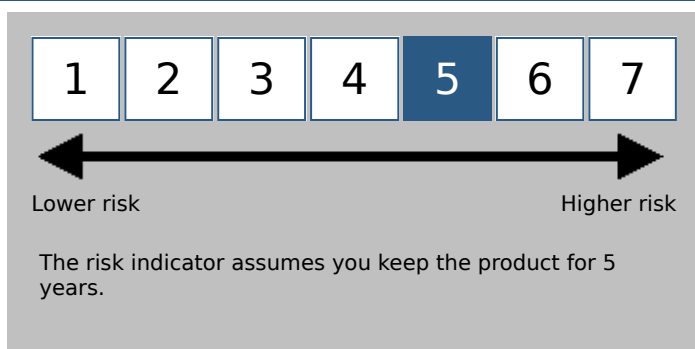 1 2 3 4 5 6 7
Lower risk Higher risk
The risk indicator assumes you keep the product for 5
years.